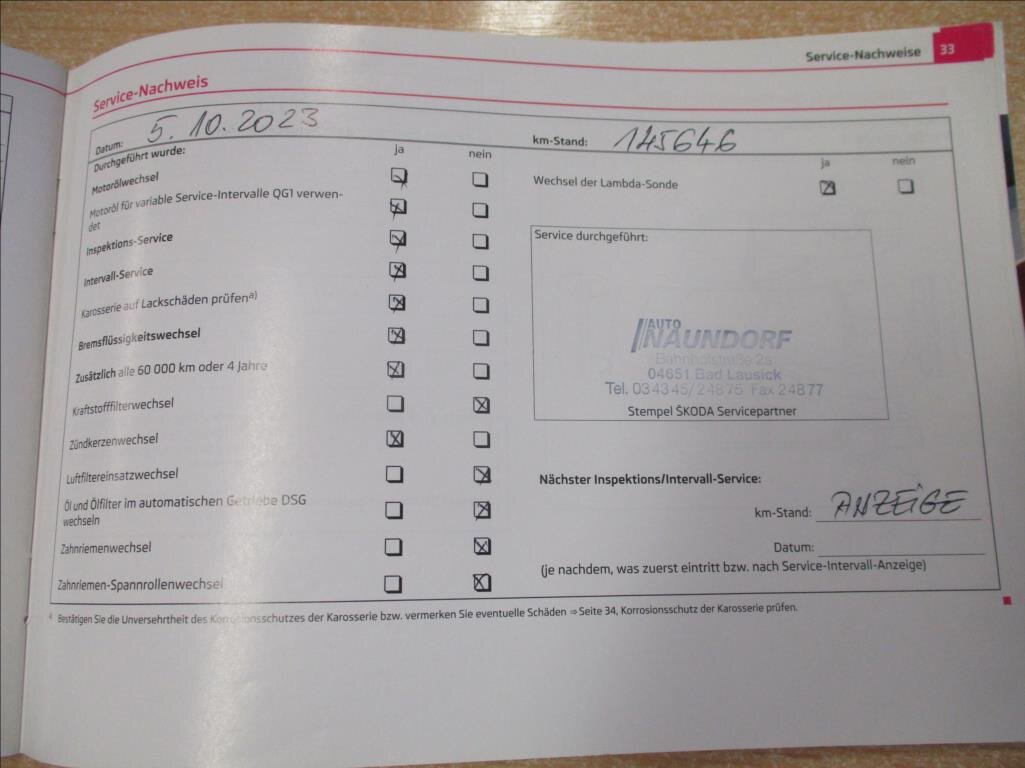 Service-Nachweise 33
Service-Nachweis
Datum: 5. 10. 2023
km-Stand: 145646
Durchgeführt wurde: ja nein
ja nein
Motorölwechsel
Motoröl für variable Service-Intervalle QG1 verwen-
det
Inspektions-Service
Intervall-Service
Karosserie auf Lackschäden prüfen a)
Bremsflüssigkeitswechsel
Zusätzlich alle 60 000 km oder 4 Jahre
Kraftstofffilterwechsel
Zündkerzenwechsel
Luftfiltereinsatzwechsel
Öl und Ölfilter im automatischen Getriebe DSG
wechseln
Zahnriemenwechsel
Zahnriemen-Spannrollenwechsel
Wechsel der Lambda-Sonde
Service durchgeführt:
AUTO
NAUNDORF
Bahnhofstraße 2a
04651 Bad Lausick
Tel. 034345/24875 Fax 24877
Stempel ŠKODA Servicepartner
Nächster Inspektions/Intervall-Service:
km-Stand: ANZEIGE
Datum:
(je nachdem, was zuerst eintritt bzw. nach Service-Intervall-Anzeige)
Bestätigen Sie die Unversehrtheit des Korrosionsschutzes der Karosserie bzw. vermerken Sie eventuelle Schäden ⇒ Seite 34, Korrosionsschutz der Karosserie prüfen.